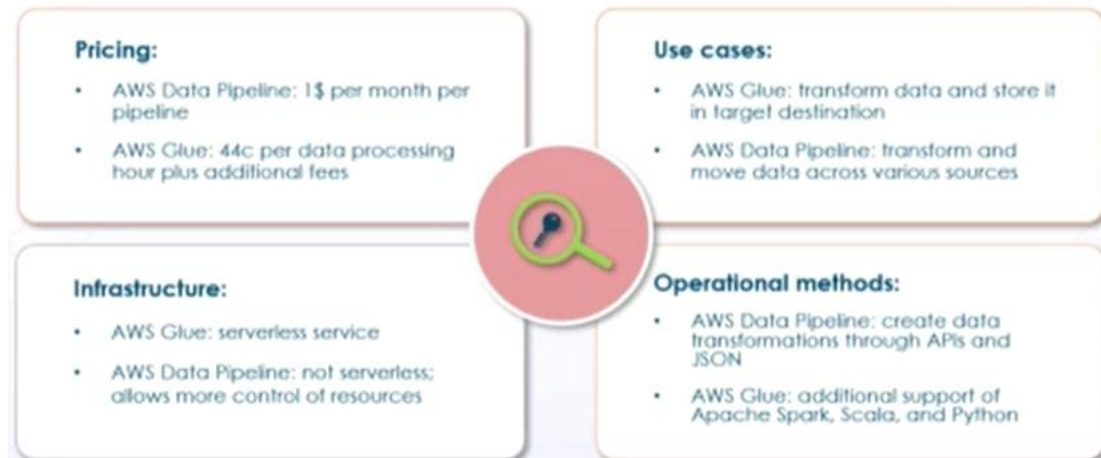 Pricing:
• AWS Data Pipeline: 1$ per month per
pipeline
• AWS Glue: 44c per data processing
hour plus additional fees
Use cases:
• AWS Glue: transform data and store it
in target destination
• AWS Data Pipeline: transform and
move data across various sources
Infrastructure:
• AWS Glue: serverless service
• AWS Data Pipeline: not serverless;
allows more control of resources
Operational methods:
• AWS Data Pipeline: create data
transformations through APIs and
JSON
• AWS Glue: additional support of
Apache Spark, Scala, and Python